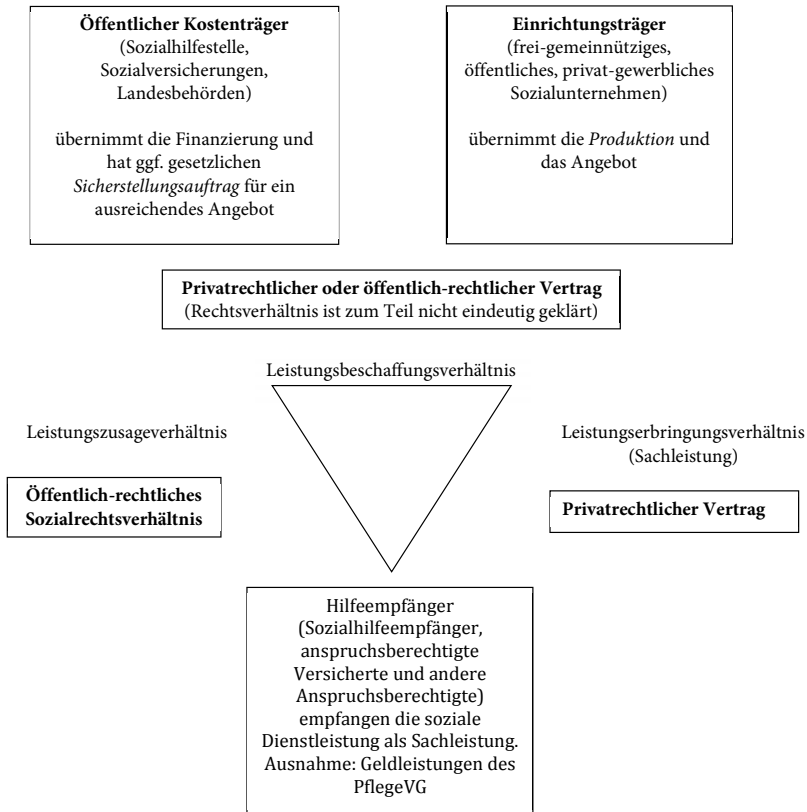 Öffentlicher Kostenträger
(Sozialhilfestelle,
Sozialversicherungen,
Landesbehörden)
übernimmt die Finanzierung und
hat ggf. gesetzlichen
Sicherstellungsauftrag für ein
ausreichendes Angebot
Einrichtungsträger
(frei-gemeinnütziges,
öffentliches, privat-gewerbliches
Sozialunternehmen)
übernimmt die Produktion und
das Angebot
Privatrechtlicher oder öffentlich-rechtlicher Vertrag
(Rechtsverhältnis ist zum Teil nicht eindeutig geklärt)
Leistungsbeschaffungsverhältnis
Leistungszusageverhältnis
Öffentlich-rechtliches
Sozialrechtsverhältnis
Leistungserbringungsverhältnis
(Sachleistung)
Privatrechtlicher Vertrag
Hilfeempfänger
(Sozialhilfeempfänger,
anspruchsberechtigte
Versicherte und andere
Anspruchsberechtigte)
empfangen die soziale
Dienstleistung als Sachleistung.
Ausnahme: Geldleistungen des
PflegeVG